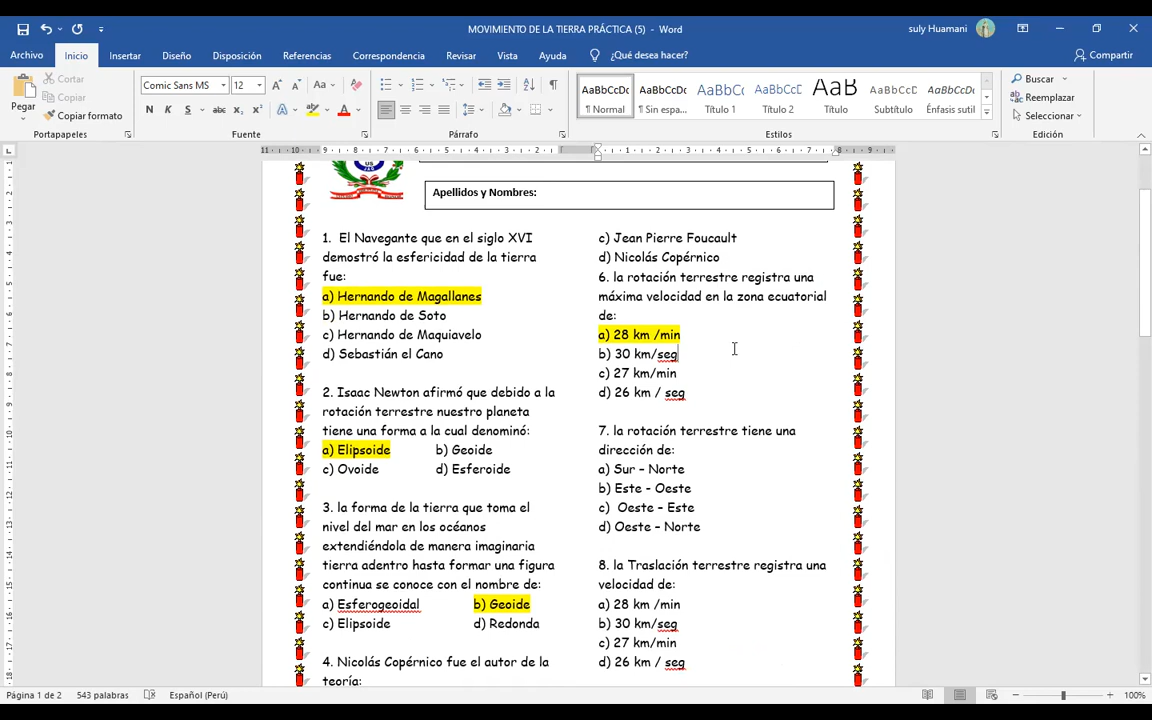 MOVIMIENTO DE LA TIERRA PRÁCTICA (5) - Word
suly Huamani
Archivo Inicio Insertar Diseño Disposición Referencias Correspondencia Revisar Vista Ayuda ¿Qué desea hacer? Compartir
Pegar
Cortar
Copiar
Copiar formato
Portapapeles
Comic Sans MS 12
N K S abc x₂ x²
Fuente
Párrafo
AaBbCcDc AaBbCcDc AaBbCc AaBbCcD AaB AaBbCcD AaBbCcDc
¶ Normal ¶ Sin espa... Título 1 Título 2 Título Subtítulo Énfasis sutil
Estilos
Buscar
Reemplazar
Seleccionar
Edición
Apellidos y Nombres:
1. El Navegante que en el siglo XVI
demostró la esfericidad de la tierra
fue:
a) Hernando de Magallanes
b) Hernando de Soto
c) Hernando de Maquiavelo
d) Sebastián el Cano
2. Isaac Newton afirmó que debido a la
rotación terrestre nuestro planeta
tiene una forma a la cual denominó:
a) Elipsoide b) Geoide
c) Ovoide d) Esferoide
3. la forma de la tierra que toma el
nivel del mar en los océanos
extendiéndola de manera imaginaria
tierra adentro hasta formar una figura
continua se conoce con el nombre de:
a) Esferogeoidal b) Geoide
c) Elipsoide d) Redonda
4. Nicolás Copérnico fue el autor de la
teoría:
c) Jean Pierre Foucault
d) Nicolás Copérnico
6. la rotación terrestre registra una
máxima velocidad en la zona ecuatorial
de:
a) 28 km /min
b) 30 km/seg
c) 27 km/min
d) 26 km / seg
7. la rotación terrestre tiene una
dirección de:
a) Sur – Norte
b) Este – Oeste
c) Oeste – Este
d) Oeste – Norte
8. la Traslación terrestre registra una
velocidad de:
a) 28 km /min
b) 30 km/seg
c) 27 km/min
d) 26 km / seg
Página 1 de 2 543 palabras Español (Perú) 100%